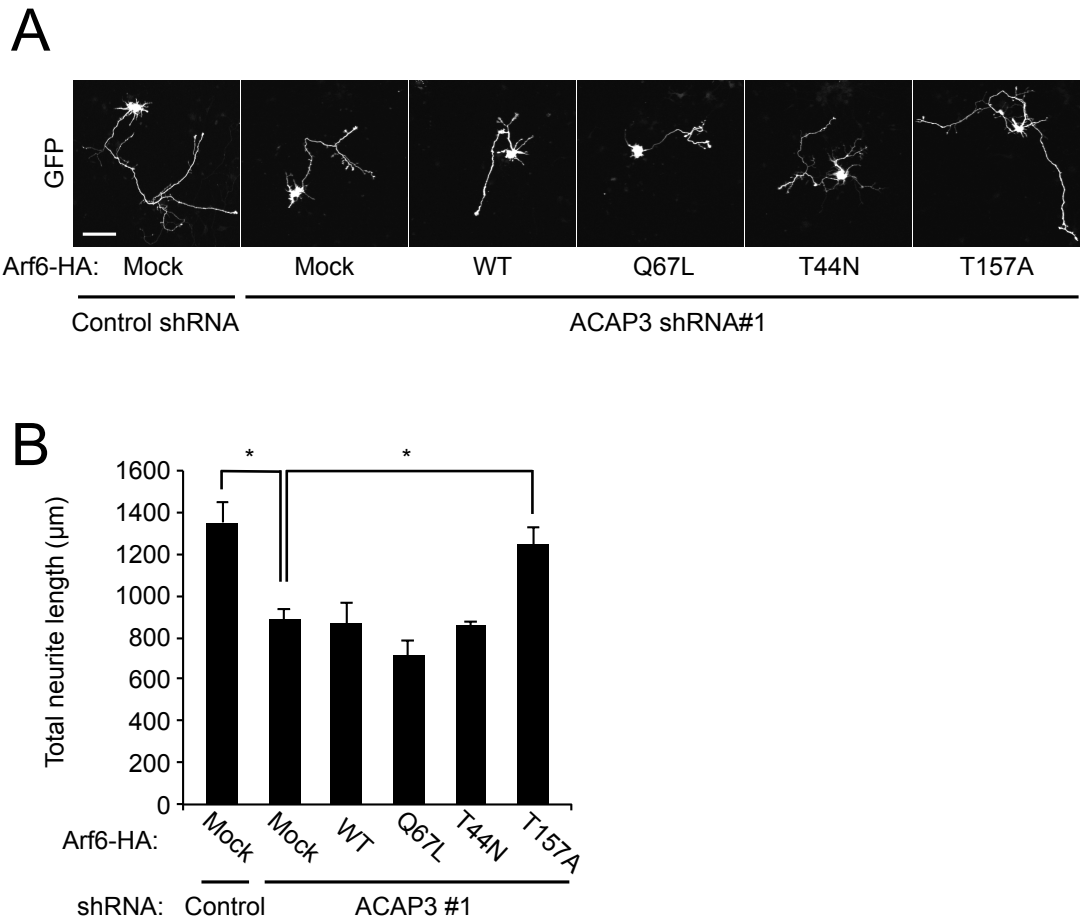 A
GFP
Arf6-HA: Mock Mock WT Q67L T44N T157A
Control shRNA ACAP3 shRNA#1
B
* *
Total neurite length (µm)
1600
1400
1200
1000
800
600
400
200
0
Arf6-HA: Mock Mock WT Q67L T44N T157A
shRNA: Control ACAP3 #1